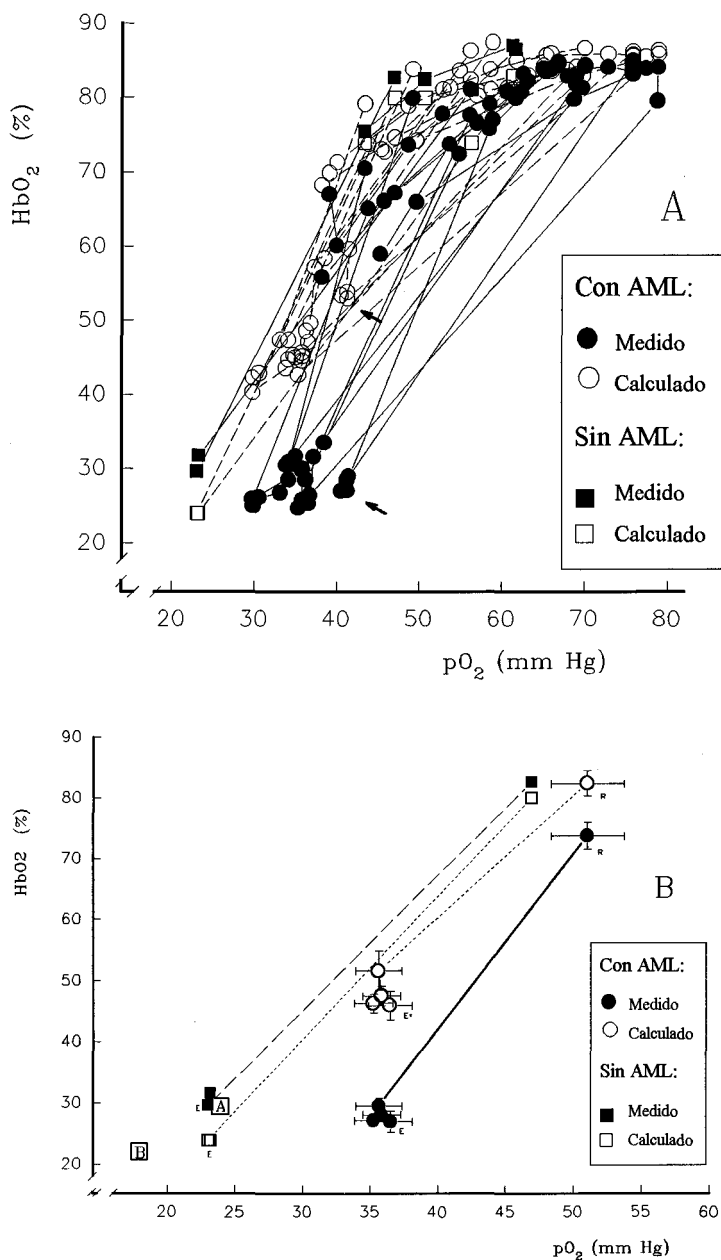 90
80
70
60
50
40
30
20
HbO2 (%)
A
Con AML:
Medido
Calculado
Sin AML:
Medido
Calculado
20 30 40 50 60 70 80
pO2 (mm Hg)
90
80
70
60
50
40
30
20
HbO2 (%)
R
R
B
E'
E
E
A
E
B
Con AML:
Medido
Calculado
Sin AML:
Medido
Calculado
20 25 30 35 40 45 50 55 60
pO2 (mm Hg)